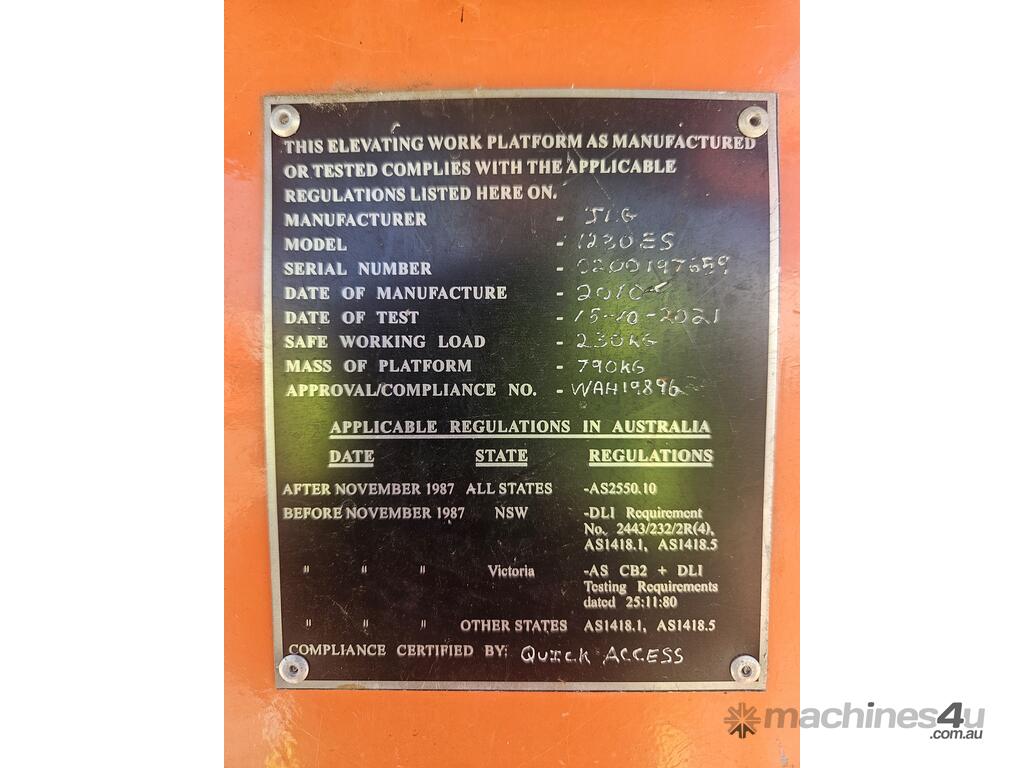 THIS ELEVATING WORK PLATFORM AS MANUFACTURED
OR TESTED COMPLIES WITH THE APPLICABLE
REGULATIONS LISTED HERE ON.
MANUFACTURER - JLG
MODEL - 1230ES
SERIAL NUMBER - 0200197659
DATE OF MANUFACTURE - 2010
DATE OF TEST - 15-10-2021
SAFE WORKING LOAD - 230KG
MASS OF PLATFORM - 790KG
APPROVAL/COMPLIANCE NO. - WAH19896
APPLICABLE REGULATIONS IN AUSTRALIA
DATE STATE REGULATIONS
AFTER NOVEMBER 1987 ALL STATES -AS2550.10
BEFORE NOVEMBER 1987 NSW -DLI Requirement
No. 2443/232/2R(4),
AS1418.1, AS1418.5
" " " Victoria -AS CB2 + DLI
Testing Requirements
dated 25:11:80
" " " OTHER STATES AS1418.1, AS1418.5
COMPLIANCE CERTIFIED BY: QUICK ACCESS
machines4u
.com.au